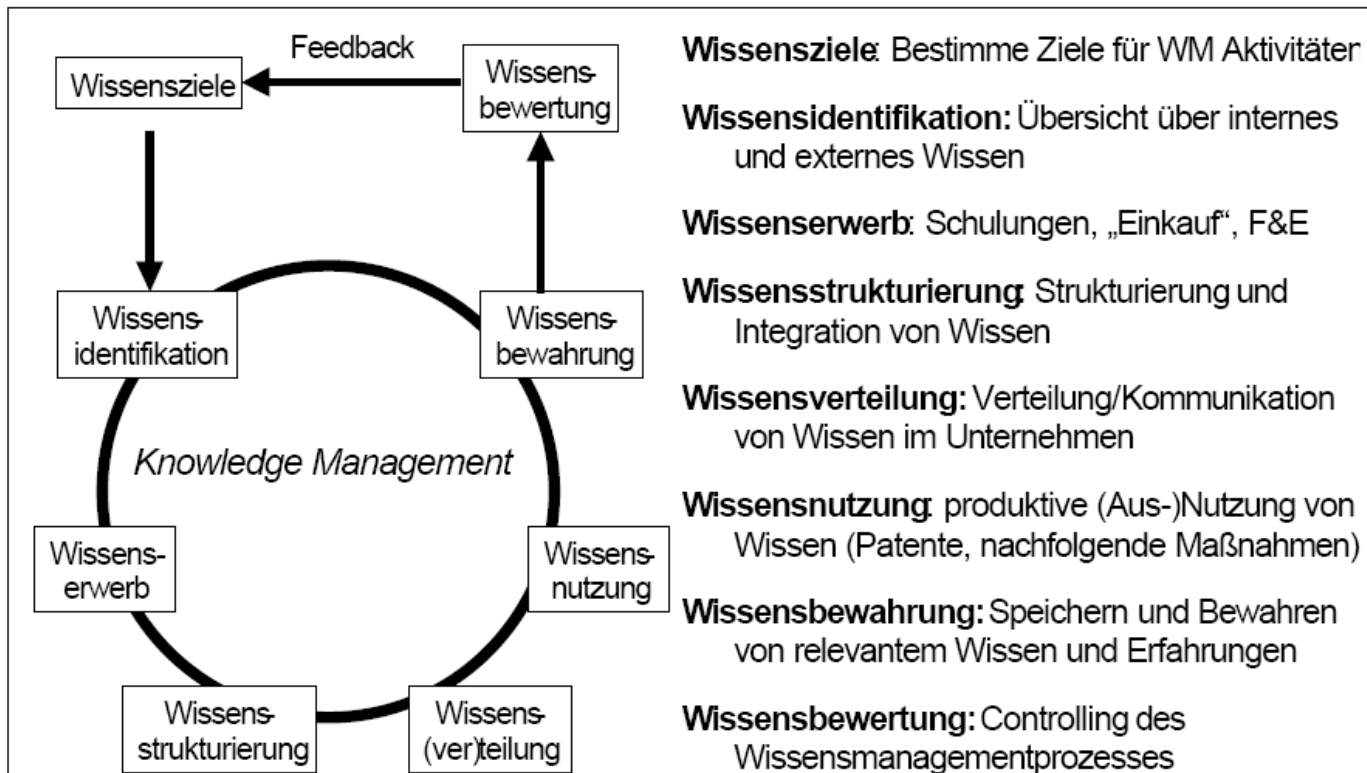 Feedback
Wissensziele
Wissens-
bewertung
Wissens-
identifikation
Wissens-
bewahrung
Knowledge Management
Wissens-
erwerb
Wissens-
nutzung
Wissens-
strukturierung
Wissens-
(ver)teilung
Wissensziele: Bestimme Ziele für WM Aktivitäten
Wissensidentifikation: Übersicht über internes
und externes Wissen
Wissenserwerb: Schulungen, „Einkauf“, F&E
Wissensstrukturierung: Strukturierung und
Integration von Wissen
Wissensverteilung: Verteilung/Kommunikation
von Wissen im Unternehmen
Wissensnutzung: produktive (Aus-)Nutzung von
Wissen (Patente, nachfolgende Maßnahmen)
Wissensbewahrung: Speichern und Bewahren
von relevantem Wissen und Erfahrungen
Wissensbewertung: Controlling des
Wissensmanagementprozesses